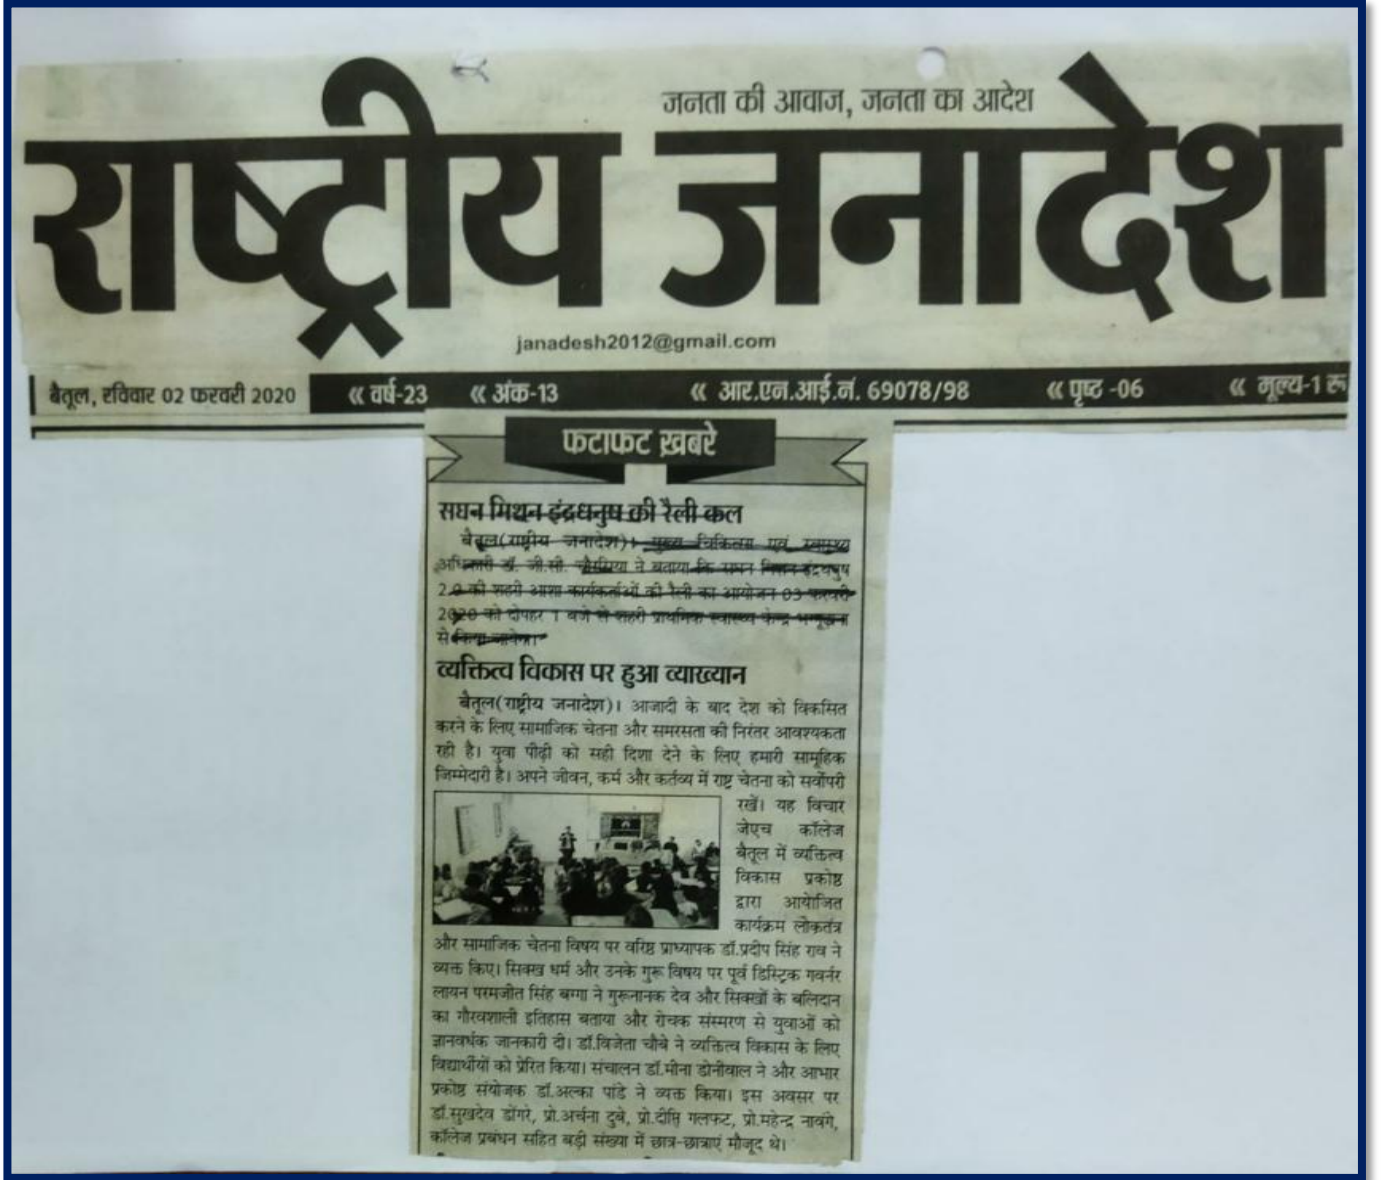 जनता की आवाज, जनता का आदेश
राष्ट्रीय जनादेश
janadesh2012@gmail.com
बैतूल, रविवार 02 फरवरी 2020 « वर्ष-23 « अंक-13 « आर.एन.आई.नं. 69078/98 « पृष्ठ -06 « मूल्य-1 रू
फटाफट ख़बरे
सघन मिशन इंद्रधनुष की रैली कल
बैतूल(राष्ट्रीय जनादेश)। मुख्य चिकित्सा एवं स्वास्थ्य
अधिकारी डॉ. जी.सी. चौरसिया ने बताया कि सघन मिशन इंद्रधनुष
2.0 की शहरी आशा कार्यकर्ताओं की रैली का आयोजन 03 फरवरी
2020 को दोपहर 1 बजे से शहरी प्राथमिक स्वास्थ्य केन्द्र
से किया जायेगा।
व्यक्तित्व विकास पर हुआ व्याख्यान
बैतूल(राष्ट्रीय जनादेश)। आजादी के बाद देश को विकसित
करने के लिए सामाजिक चेतना और समरसता की निरंतर आवश्यकता
रही है। युवा पीढ़ी को सही दिशा देने के लिए हमारी सामूहिक
जिम्मेदारी है। अपने जीवन, कर्म और कर्तव्य में राष्ट्र चेतना को सर्वोपरी
रखें। यह विचार
जेएच कॉलेज
बैतूल में व्यक्तित्व
विकास प्रकोष्ठ
द्वारा आयोजित
कार्यक्रम लोकतंत्र
और सामाजिक चेतना विषय पर वरिष्ठ प्राध्यापक डॉ.प्रदीप सिंह राव ने
व्यक्त किए। सिक्ख धर्म और उनके गुरू विषय पर पूर्व डिस्ट्रिक गवर्नर
लायन परमजीत सिंह बग्गा ने गुरूनानक देव और सिक्खों के बलिदान
का गौरवशाली इतिहास बताया और रोचक संस्मरण से युवाओं को
ज्ञानवर्धक जानकारी दी। डॉ.विजेता चौबे ने व्यक्तित्व विकास के लिए
विद्यार्थीयों को प्रेरित किया। संचालन डॉ.मीना डोनीवाल ने और आभार
प्रकोष्ठ संयोजक डॉ.अल्का पांडे ने व्यक्त किया। इस अवसर पर
डॉ.सुखदेव डोंगरे, प्रो.अर्चना दुबे, प्रो.दीप्ति गलफट, प्रो.महेन्द्र नावंगे,
कॉलेज प्रबंधन सहित बड़ी संख्या में छात्र-छात्राएं मौजूद थे।